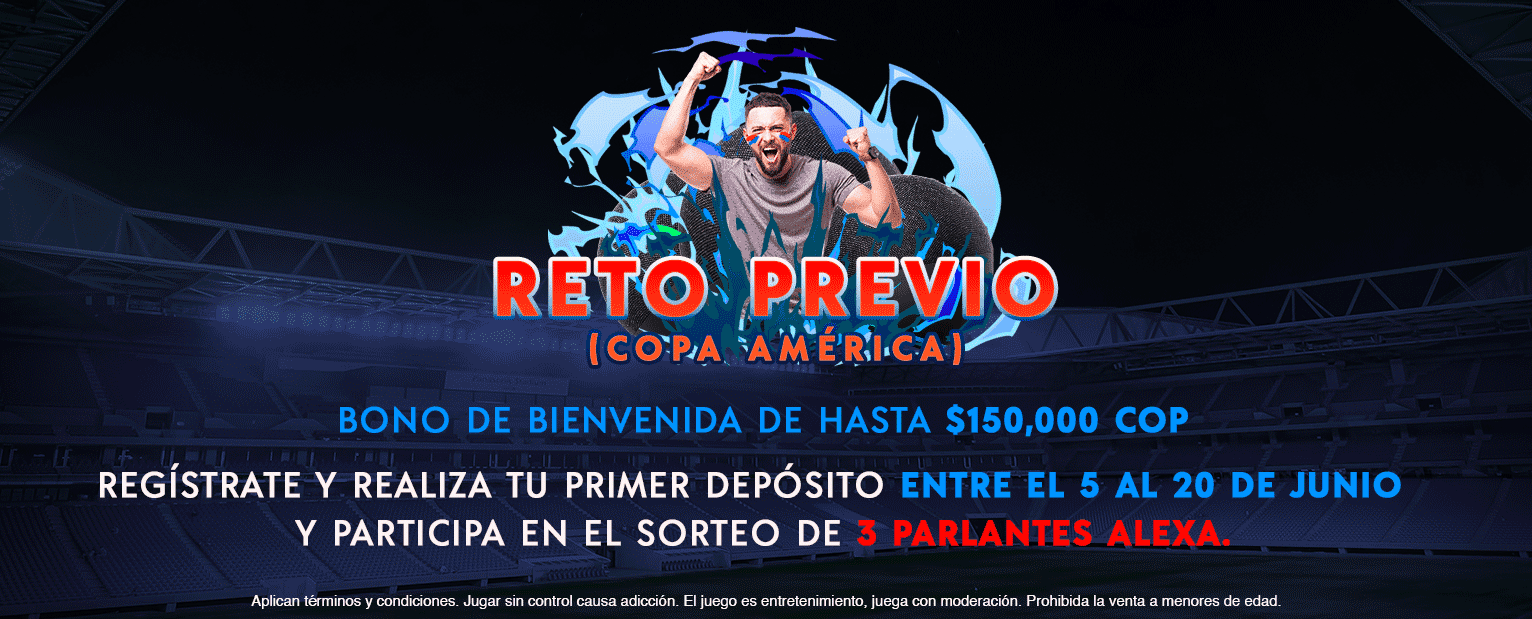 RETO PREVIO
(COPA AMÉRICA)
BONO DE BIENVENIDA DE HASTA $150,000 COP
REGÍSTRATE Y REALIZA TU PRIMER DEPÓSITO ENTRE EL 5 AL 20 DE JUNIO
Y PARTICIPA EN EL SORTEO DE 3 PARLANTES ALEXA.
Aplican términos y condiciones. Jugar sin control causa adicción. El juego es entretenimiento, juega con moderación. Prohibida la venta a menores de edad.